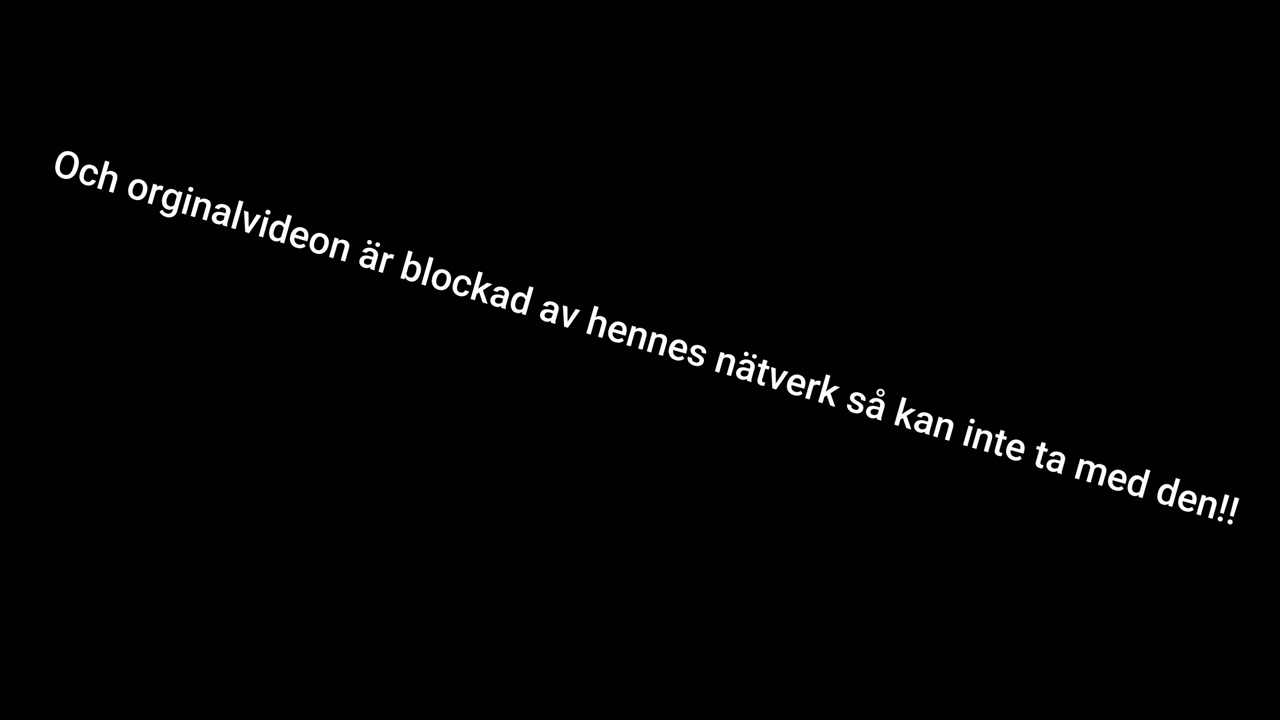 Och orginalvideon är blockad av hennes nätverk så kan inte ta med den!!